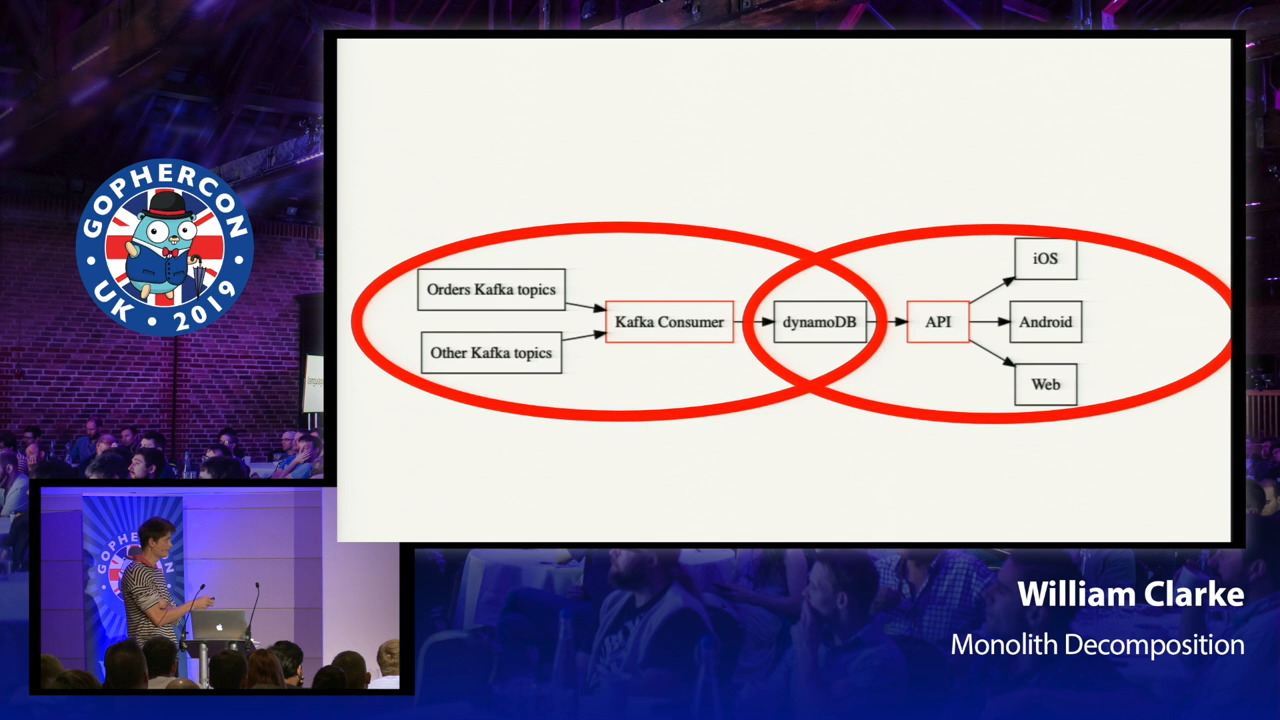 GOPHERCON
UK • 2019
Orders Kafka topics
Other Kafka topics
Kafka Consumer
dynamoDB
API
iOS
Android
Web
GOPHE
William Clarke
Monolith Decomposition